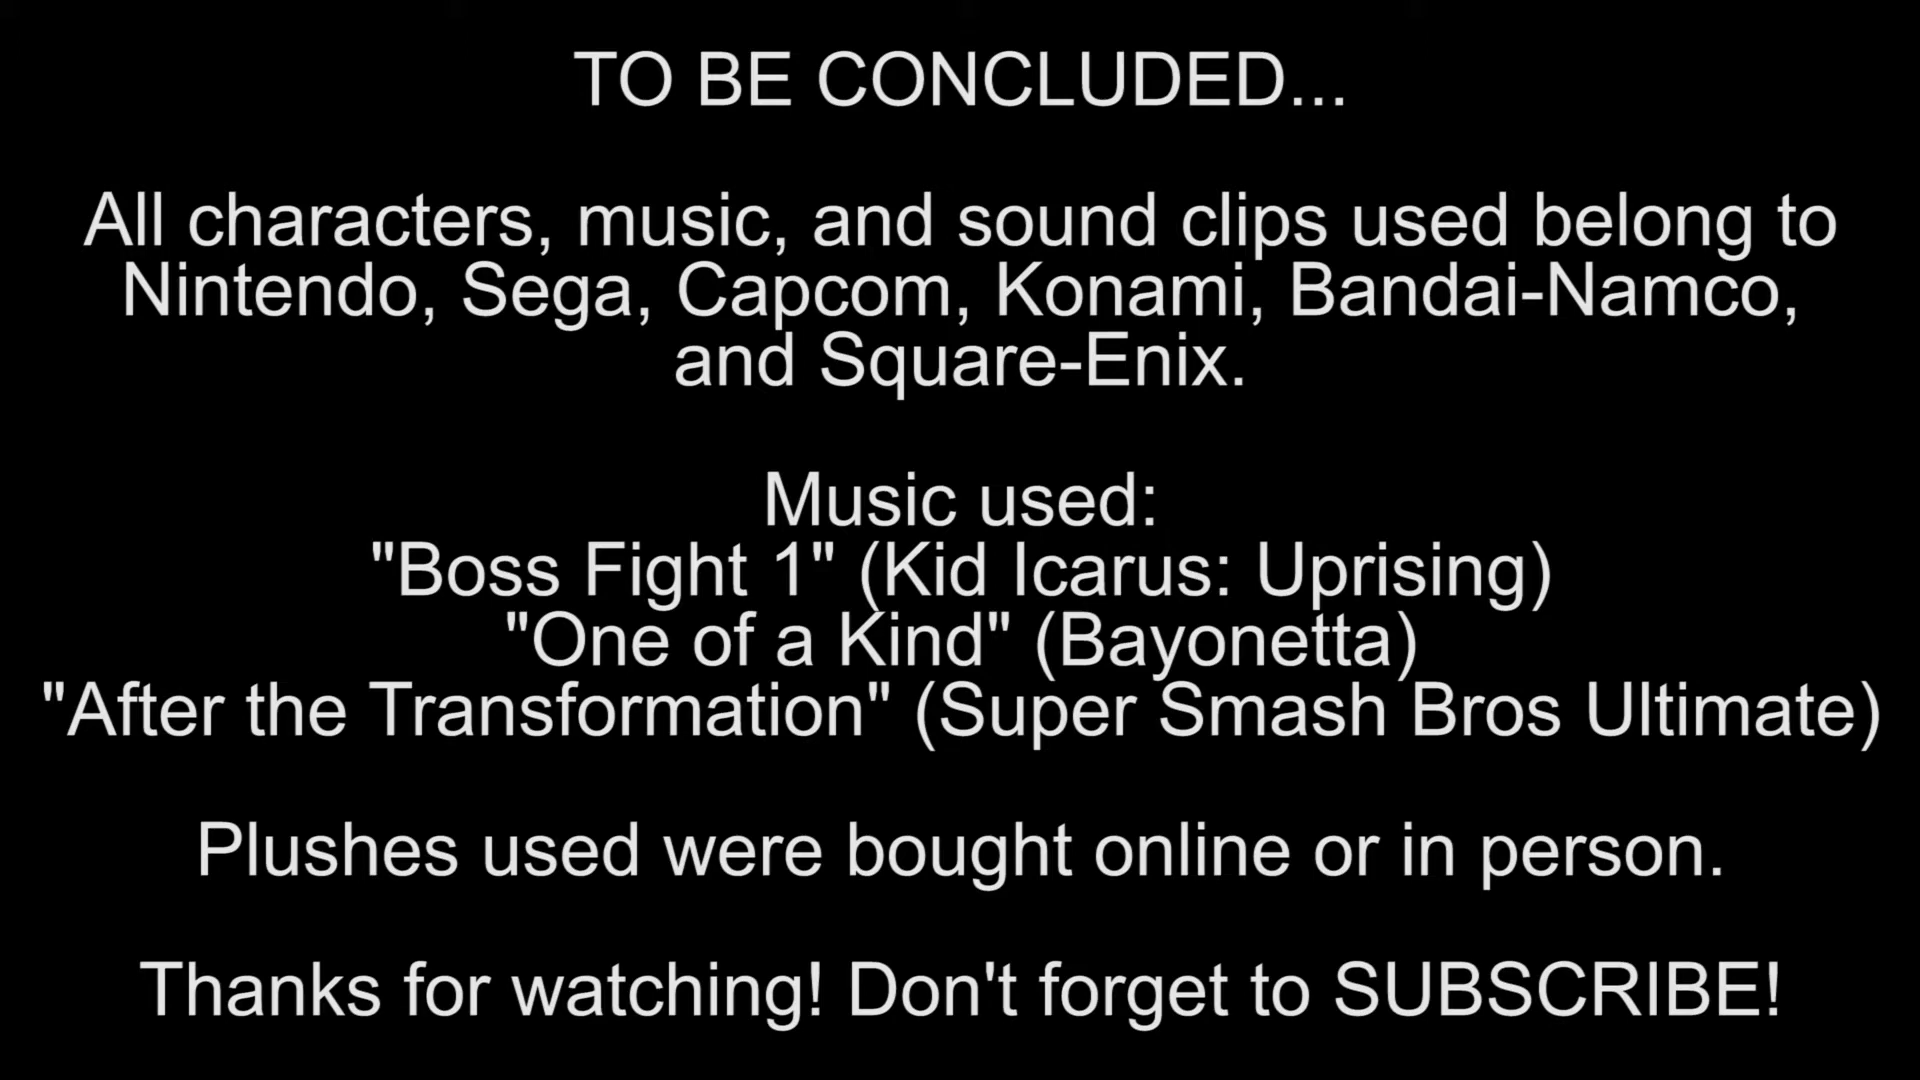 TO BE CONCLUDED...
All characters, music, and sound clips used belong to
Nintendo, Sega, Capcom, Konami, Bandai-Namco,
and Square-Enix.
Music used:
"Boss Fight 1" (Kid Icarus: Uprising)
"One of a Kind" (Bayonetta)
"After the Transformation" (Super Smash Bros Ultimate)
Plushes used were bought online or in person.
Thanks for watching! Don't forget to SUBSCRIBE!